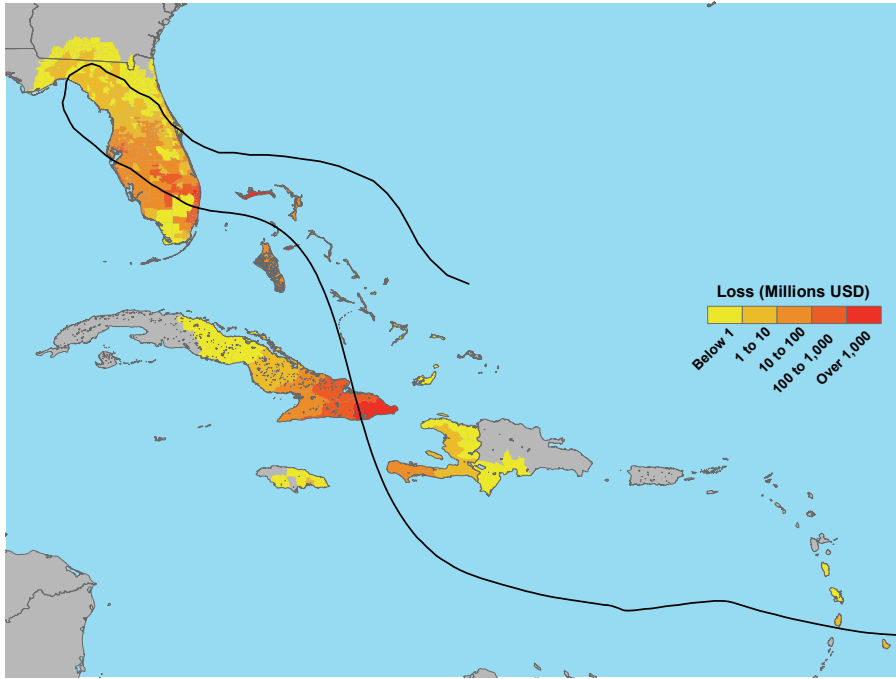 Loss (Millions USD)
Below 1
1 to 10
10 to 100
100 to 1,000
Over 1,000